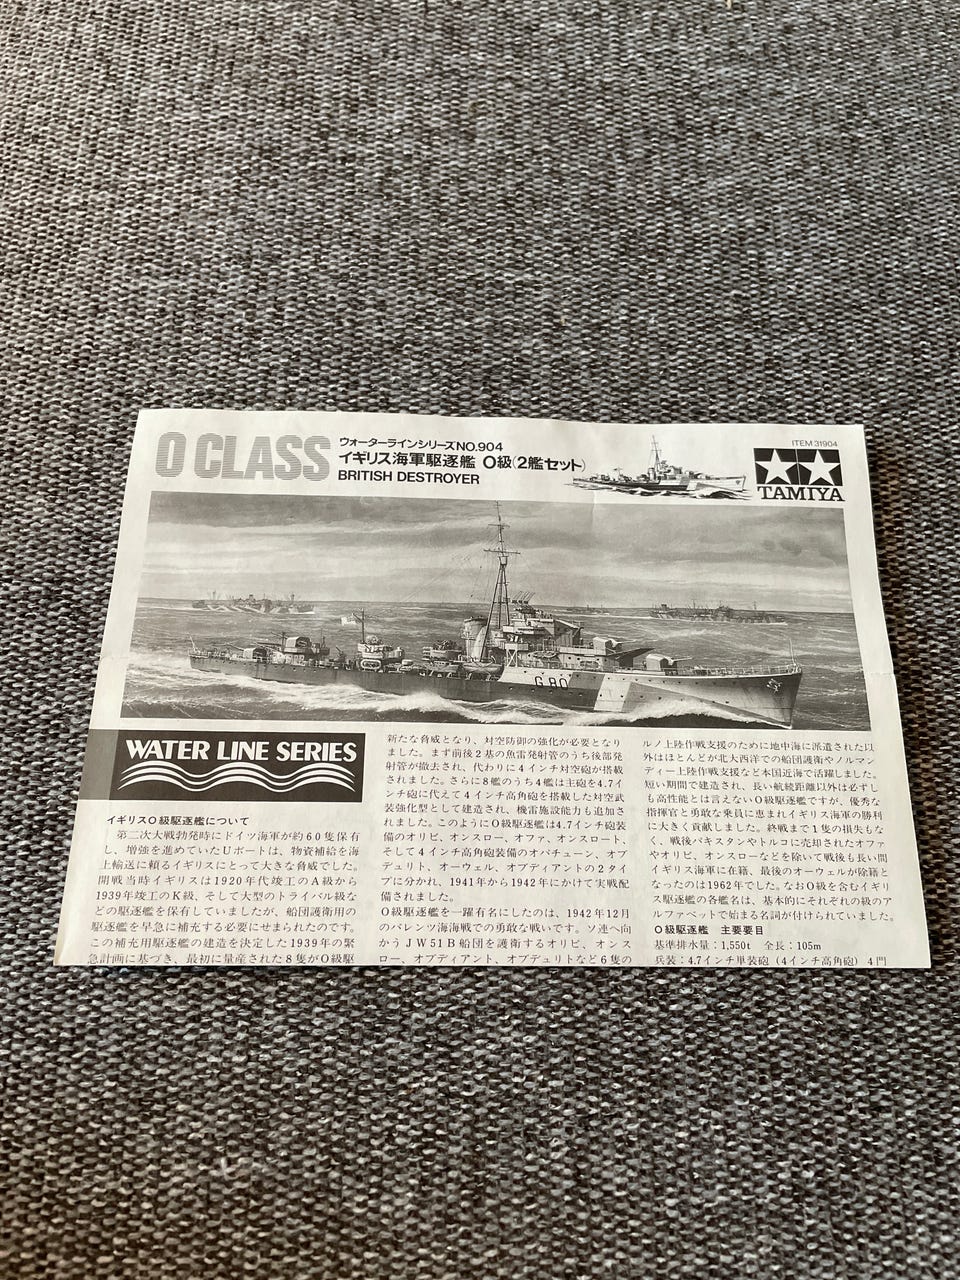 O CLASS
ウォーターラインシリーズNO.904
イギリス海軍駆逐艦 O級(2艦セット)
BRITISH DESTROYER
ITEM 31904
TAMIYA
G80
WATER LINE SERIES
イギリスO級駆逐艦について
第二次大戦勃発時にドイツ海軍が約60隻保有
し、増強を進めていたUボートは、物資補給を海
上輸送に頼るイギリスにとって大きな脅威でした。
開戦当時イギリスは1920年代竣工のA級から
1939年竣工のK級、そして大型のトライバル級な
どの駆逐艦を保有していましたが、船団護衛用の
駆逐艦を早急に補充する必要にせまられたのです。
この補充用駆逐艦の建造を決定した1939年の緊
急計画に基づき、最初に量産された8隻がO級駆
新たな脅威となり、対空防御の強化が必要となり
ました。まず前後2基の魚雷発射管のうち後部発
射管が撤去され、代わりに4インチ対空砲が搭載
されました。さらに8艦のうち4艦は主砲を4.7イ
ンチ砲に代えて4インチ高角砲を搭載した対空武
装強化型として建造され、機雷施設能力も追加さ
れました。このようにO級駆逐艦は4.7インチ砲装
備のオリビ、オンスロー、オファ、オンスロート、
そして4インチ高角砲装備のオパチューン、オブ
デュリト、オーウェル、オブディアントの2タイ
プに分かれ、1941年から1942年にかけて実戦配
備されました。
O級駆逐艦を一躍有名にしたのは、1942年12月
のバレンツ海海戦での勇敢な戦いです。ソ連へ向
かうJW51B船団を護衛するオリビ、オンス
ロー、オブディアント、オブデュリトなど6隻の
ルノ上陸作戦支援のために地中海に派遣された以
外はほとんどが北大西洋での船団護衛やノルマン
ディー上陸作戦支援など本国近海で活躍しました。
短い期間で建造され、長い航続距離以外は必ずし
も高性能とは言えないO級駆逐艦ですが、優秀な
指揮官と勇敢な乗員に恵まれイギリス海軍の勝利
に大きく貢献しました。終戦まで1隻の損失もな
く、戦後パキスタンやトルコに売却されたオファ
やオリビ、オンスローなどを除いて戦後も長い間
イギリス海軍に在籍、最後のオーウェルが除籍と
なったのは1962年でした。なおO級を含むイギ
リス駆逐艦の各艦名は、基本的にそれぞれの級のア
ルファベットで始まる名詞が付けられていました。
O級駆逐艦 主要要目
基準排水量：1,550t 全長：105m
兵装：4.7インチ単装砲（4インチ高角砲）4門